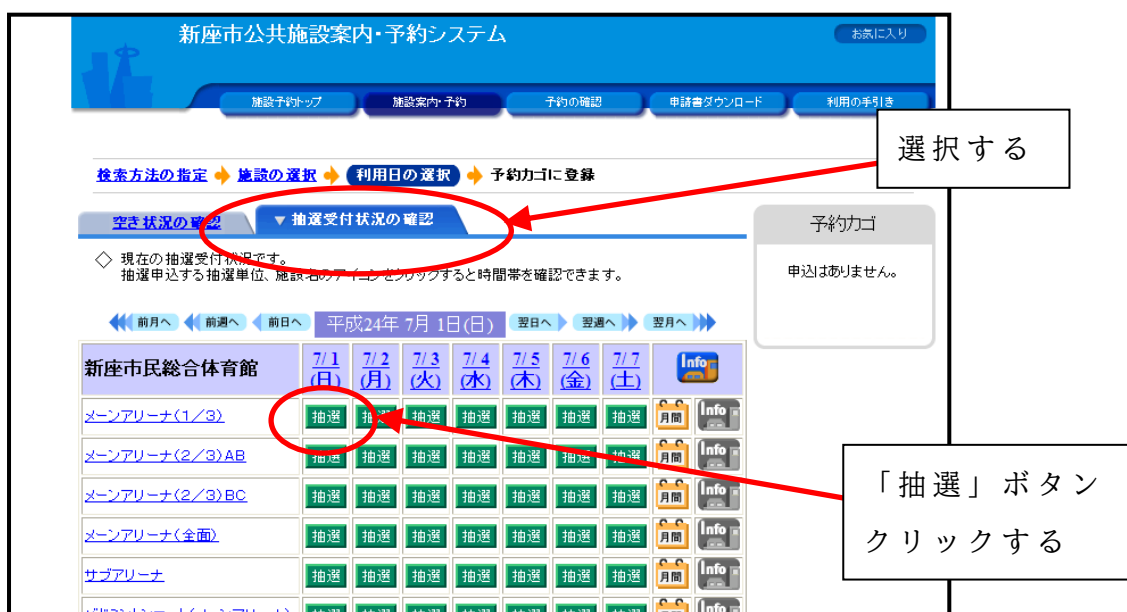 新座市公共施設案内・予約システム
お気に入り
施設予約トップ 施設案内・予約 予約の確認 申請書ダウンロード 利用の手引き
選択する
検索方法の指定 施設の選択 利用日の選択 予約カゴに登録
空き状況の確認 ▼抽選受付状況の確認
予約カゴ
◇ 現在の抽選受付状況です。
抽選申込する抽選単位、施設名のアイコンをクリックすると時間帯を確認できます。
申込はありません。
前月へ 前週へ 前日へ 平成24年 7月 1日(日) 翌日へ 翌週へ 翌月へ
新座市民総合体育館 7/1(日) 7/2(月) 7/3(火) 7/4(水) 7/5(木) 7/6(金) 7/7(土) Info
メーンアリーナ(1/3) 抽選 抽選 抽選 抽選 抽選 抽選 抽選 月間 Info
メーンアリーナ(2/3)AB 抽選 抽選 抽選 抽選 抽選 抽選 抽選 月間 Info
メーンアリーナ(2/3)BC 抽選 抽選 抽選 抽選 抽選 抽選 抽選 月間 Info
メーンアリーナ(全面) 抽選 抽選 抽選 抽選 抽選 抽選 抽選 月間 Info
サブアリーナ 抽選 抽選 抽選 抽選 抽選 抽選 抽選 月間 Info
「抽選」ボタン
クリックする